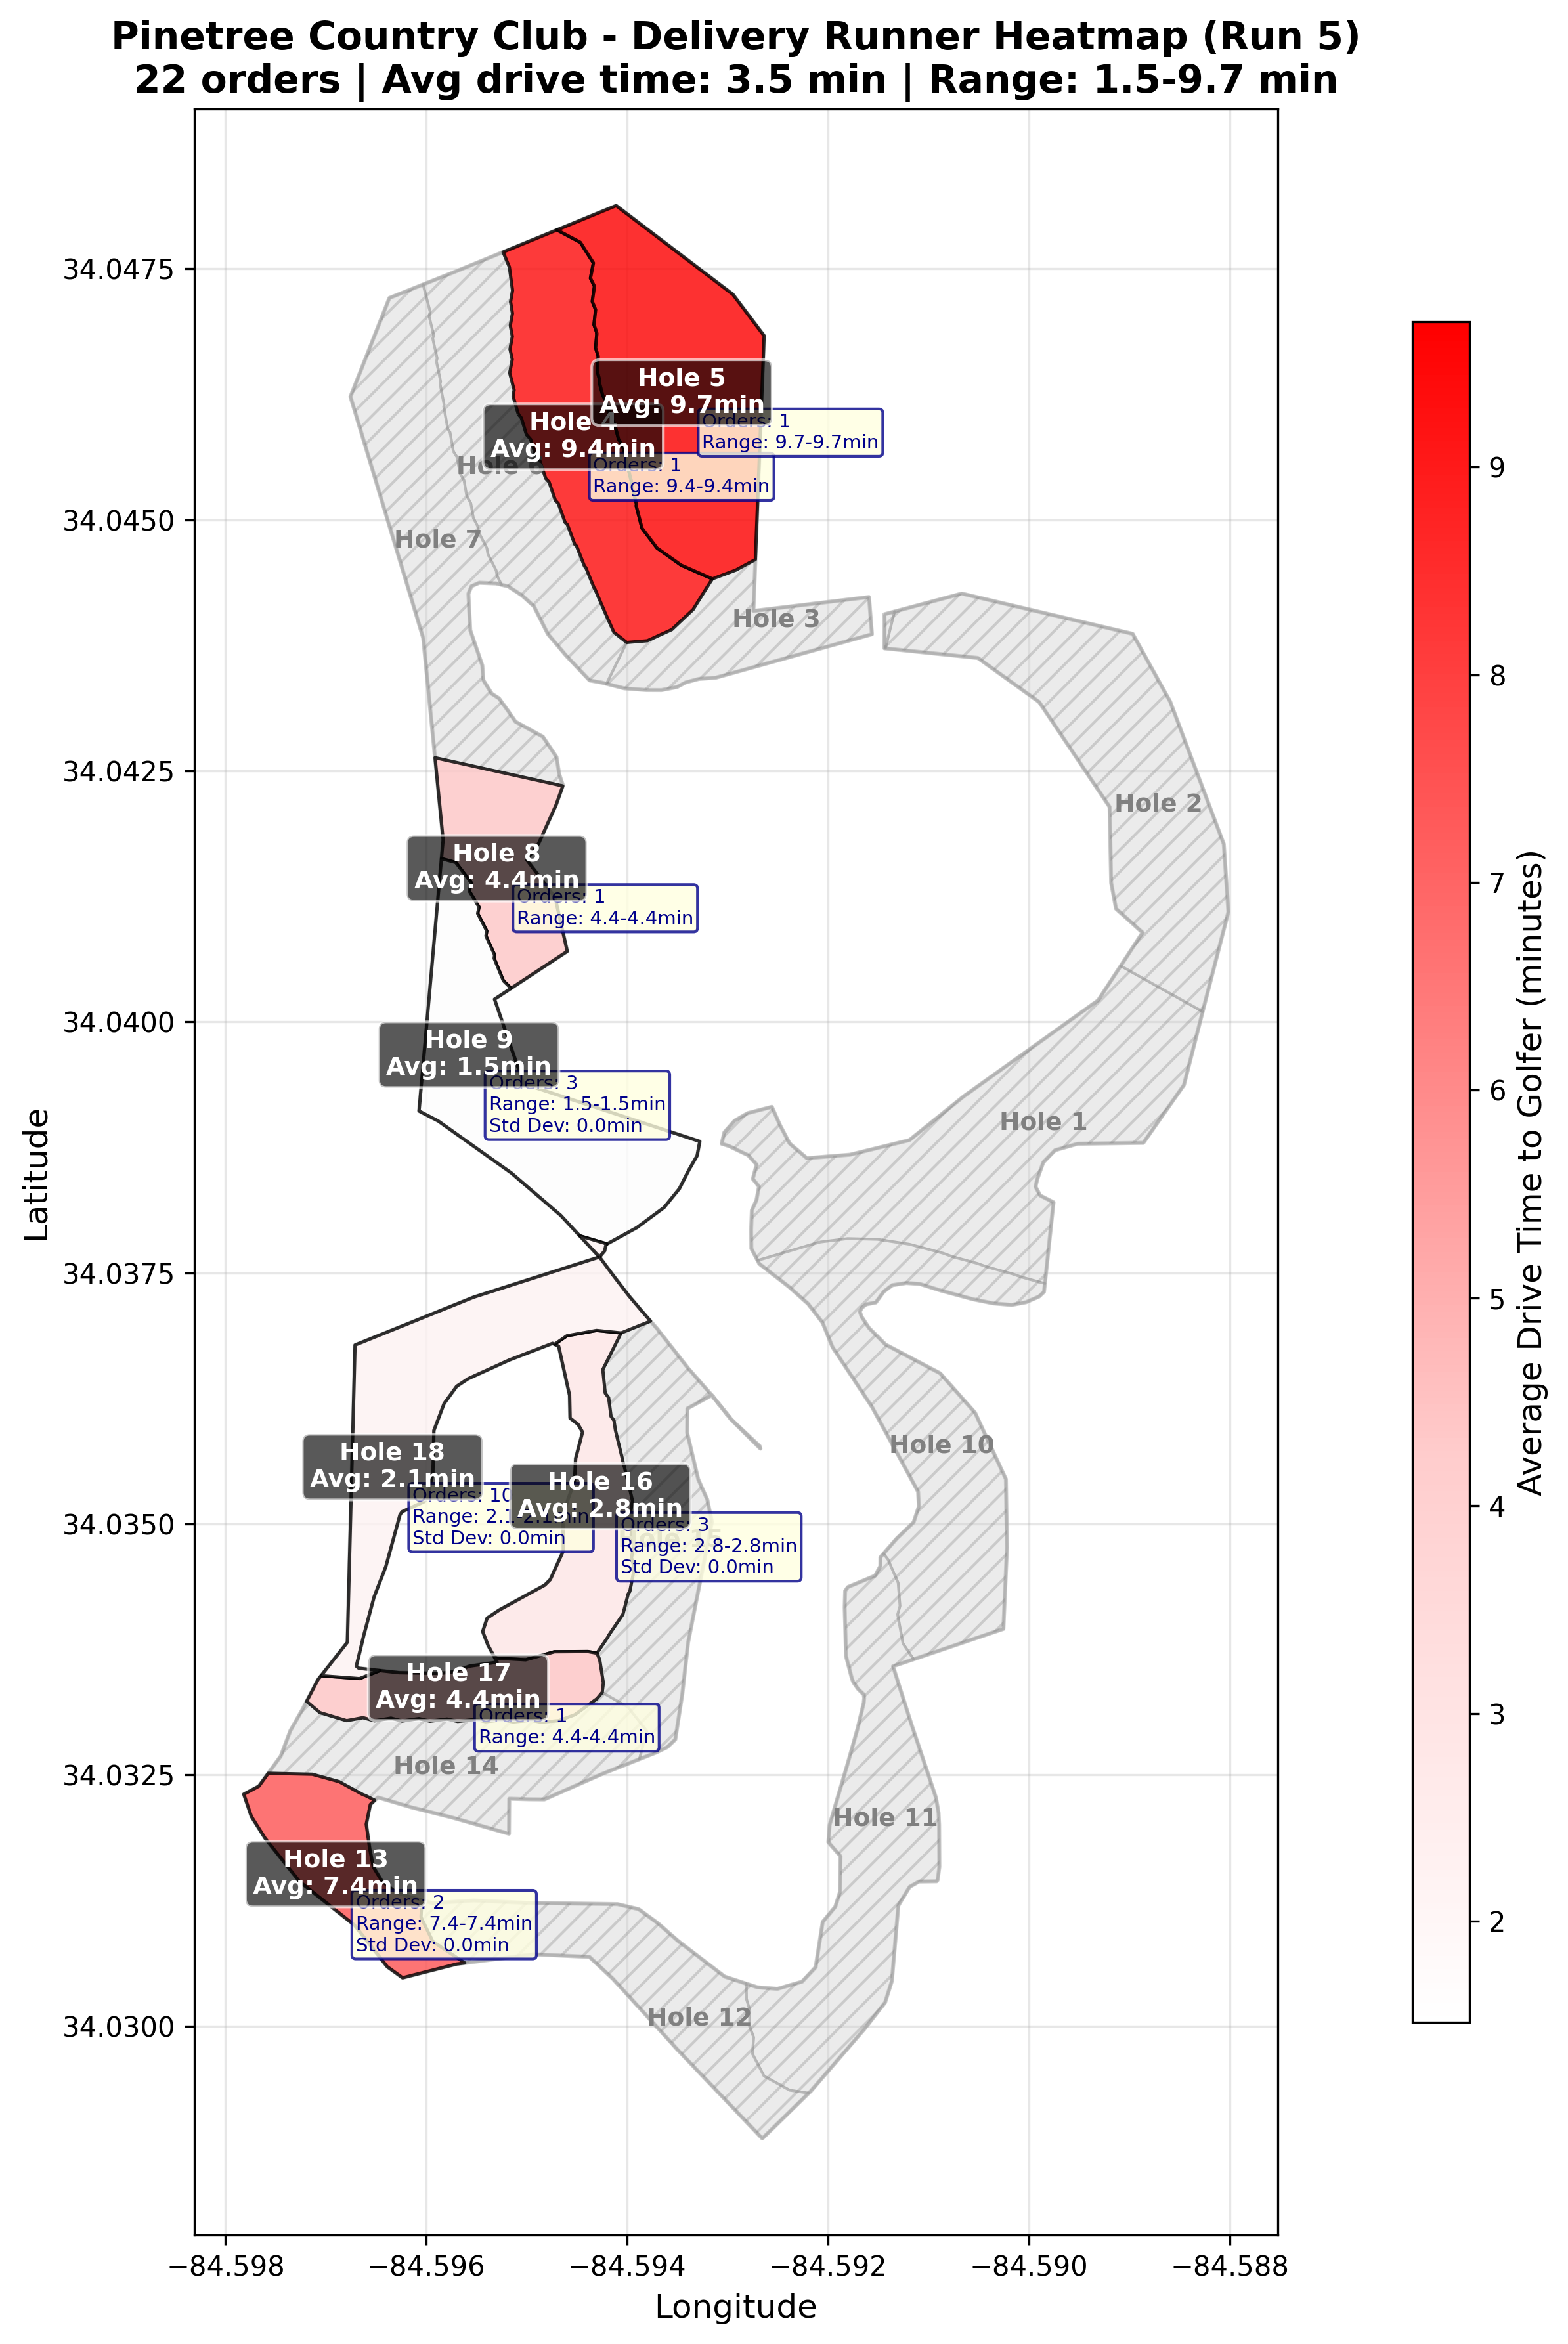 Pinetree Country Club - Delivery Runner Heatmap (Run 5)
22 orders | Avg drive time: 3.5 min | Range: 1.5-9.7 min
Latitude
34.0475
34.0450
34.0425
34.0400
34.0375
34.0350
34.0325
34.0300
Hole 5
Avg: 9.7min
Orders: 1
Range: 9.7-9.7min
Hole 4
Avg: 9.4min
Orders: 1
Range: 9.4-9.4min
Hole 6
Hole 7
Hole 3
Hole 2
Hole 8
Avg: 4.4min
Orders: 1
Range: 4.4-4.4min
Hole 9
Avg: 1.5min
Orders: 3
Range: 1.5-1.5min
Std Dev: 0.0min
Hole 1
Hole 10
Hole 18
Avg: 2.1min
Orders: 10
Range: 2.1-2.1min
Std Dev: 0.0min
Hole 16
Avg: 2.8min
Orders: 3
Range: 2.8-2.8min
Std Dev: 0.0min
Hole 17
Avg: 4.4min
Orders: 1
Range: 4.4-4.4min
Hole 14
Hole 11
Hole 13
Avg: 7.4min
Orders: 2
Range: 7.4-7.4min
Std Dev: 0.0min
Hole 12
−84.598
−84.596
−84.594
−84.592
−84.590
−84.588
Longitude
9
8
7
6
5
4
3
2
Average Drive Time to Golfer (minutes)